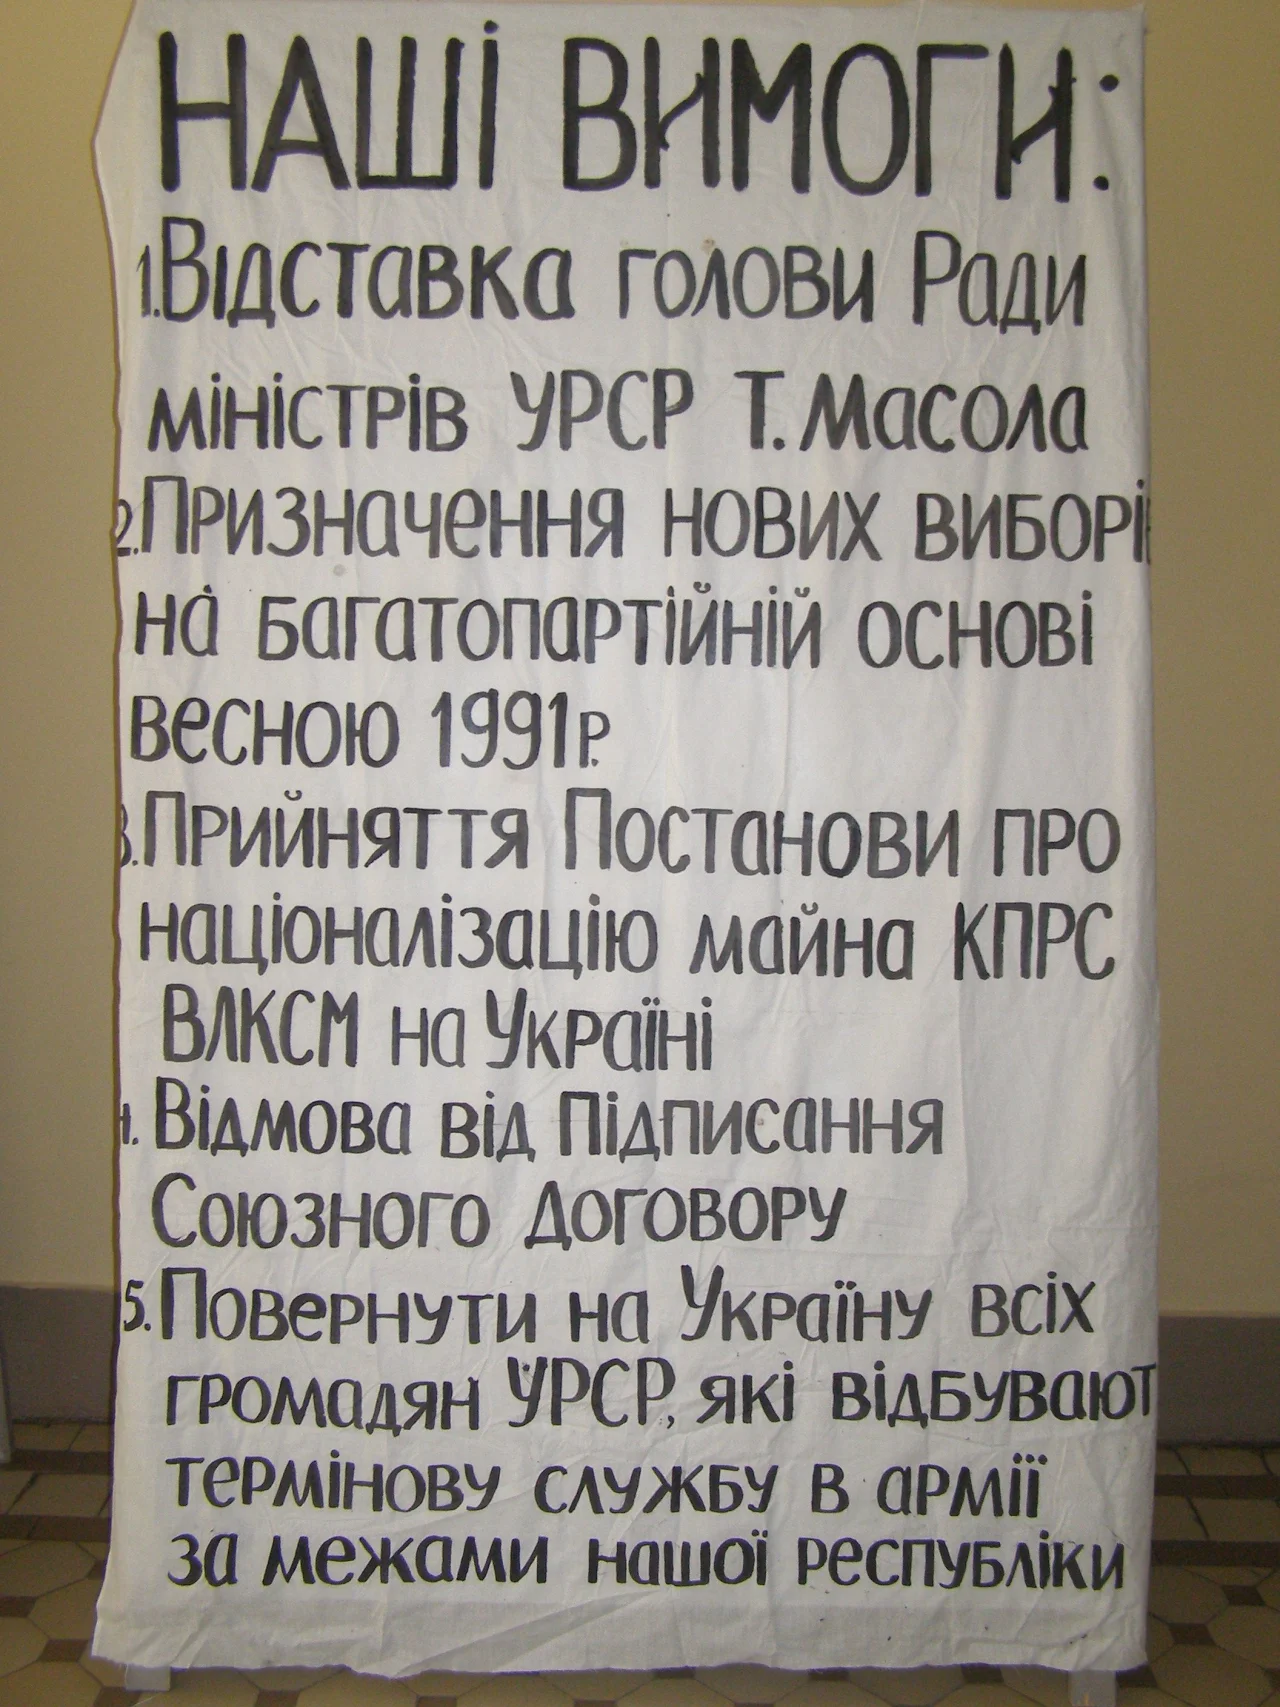 НАШІ ВИМОГИ:
1.Відставка голови Ради
міністрів УРСР Т. Масола
2.Призначення нових виборів
на багатопартійній основі
весною 1991р.
3.Прийняття Постанови про
націоналізацію майна КПРС
ВЛКСМ на Україні
4. Відмова від Підписання
Союзного договору
5.Повернути на Україну всіх
громадян УРСР, які відбувают
термінову службу в армії
за межами нашої республіки